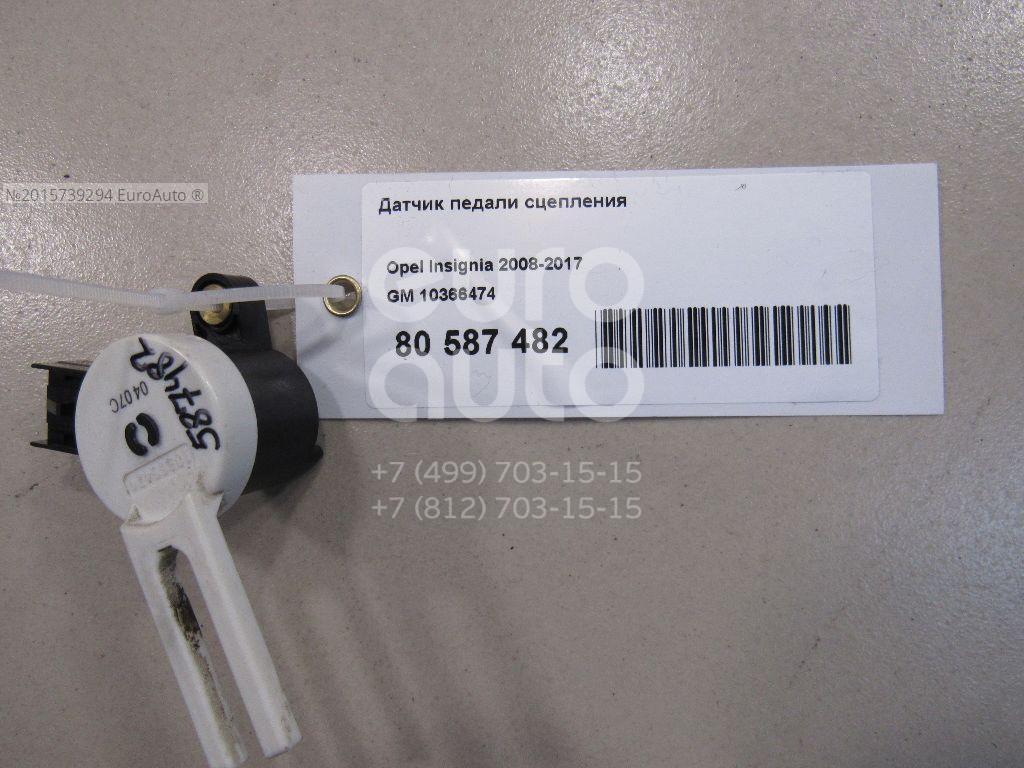 №2015739294 EuroAuto ®
Датчик педали сцепления
Opel Insignia 2008-2017
GM 10366474
80 587 482
euro
auto
+7 (499) 703-15-15
+7 (812) 703-15-15
587482
0407C